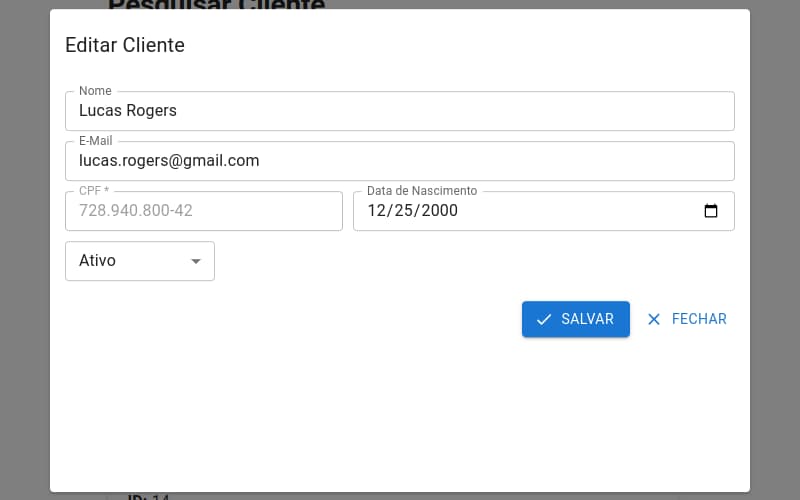 Pesquisar Cliente
Editar Cliente
Nome
Lucas Rogers
E-Mail
lucas.rogers@gmail.com
CPF *
Data de Nascimento
728.940.800-42
12/25/2000
Ativo
SALVAR
FECHAR
ID: 14